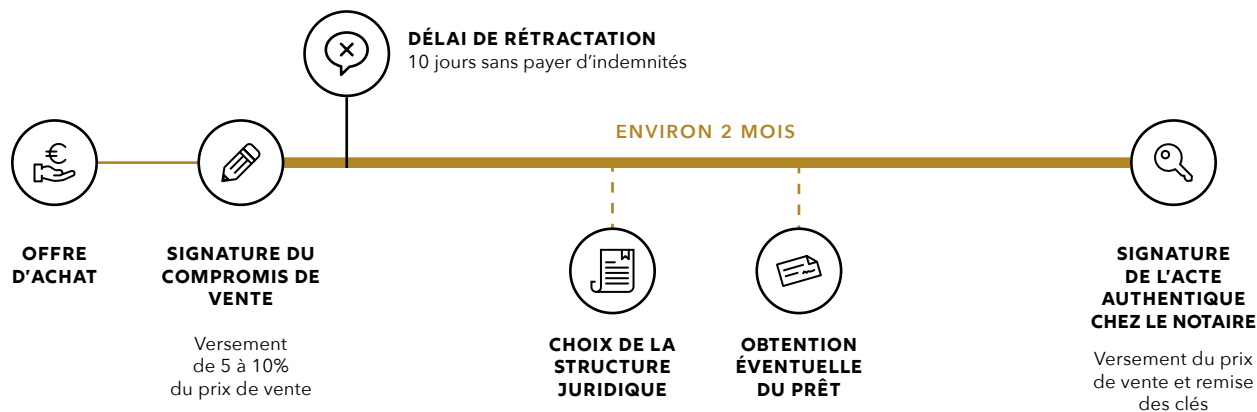 DÉLAI DE RÉTRACTATION
10 jours sans payer d'indemnités
ENVIRON 2 MOIS
€
OFFRE
D'ACHAT
SIGNATURE DU
COMPROMIS DE
VENTE
Versement
de 5 à 10%
du prix de vente
CHOIX DE LA
STRUCTURE
JURIDIQUE
OBTENTION
ÉVENTUELLE
DU PRÊT
SIGNATURE
DE L'ACTE
AUTHENTIQUE
CHEZ LE NOTAIRE
Versement du prix
de vente et remise
des clés